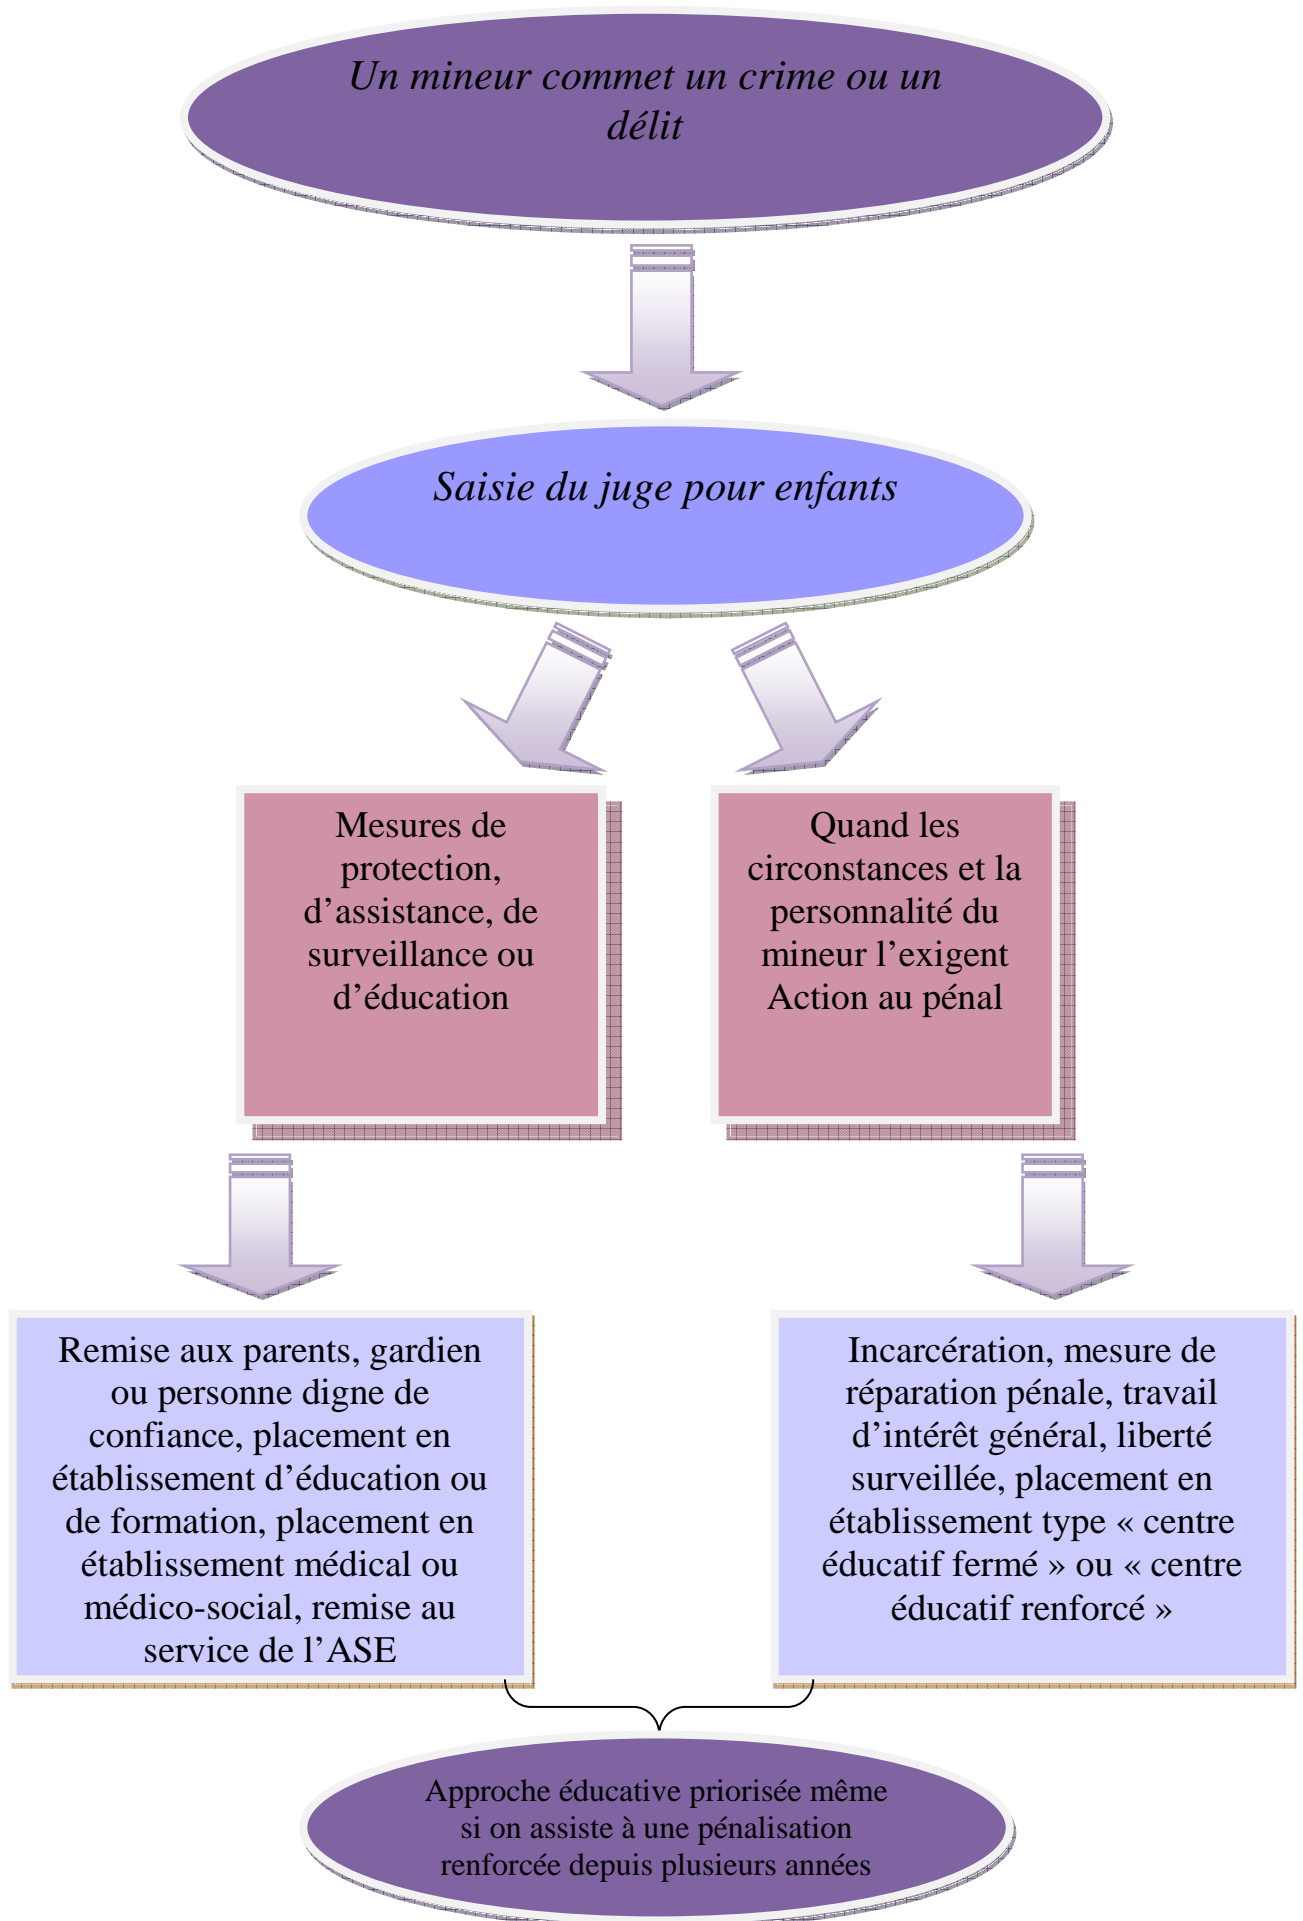 Un mineur commet un crime ou un
délit
Saisie du juge pour enfants
Mesures de
protection,
d’assistance, de
surveillance ou
d’éducation
Quand les
circonstances et la
personnalité du
mineur l’exigent
Action au pénal
Remise aux parents, gardien
ou personne digne de
confiance, placement en
établissement d’éducation ou
de formation, placement en
établissement médical ou
médico-social, remise au
service de l’ASE
Incarcération, mesure de
réparation pénale, travail
d’intérêt général, liberté
surveillée, placement en
établissement type « centre
éducatif fermé » ou « centre
éducatif renforcé »
Approche éducative priorisée même
si on assiste à une pénalisation
renforcée depuis plusieurs années